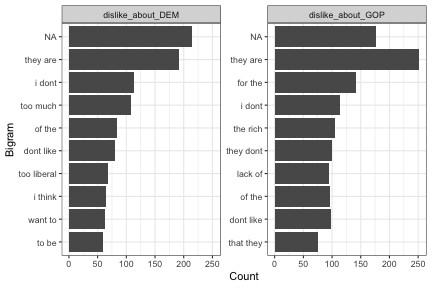 dislike_about_DEM
dislike_about_GOP
Bigram
NA
they are
i dont
too much
of the
dont like
too liberal
i think
want to
to be
NA
they are
for the
i dont
the rich
they dont
lack of
of the
dont like
that they
0 50 100 150 200 250
0 50 100 150 200 250
Count